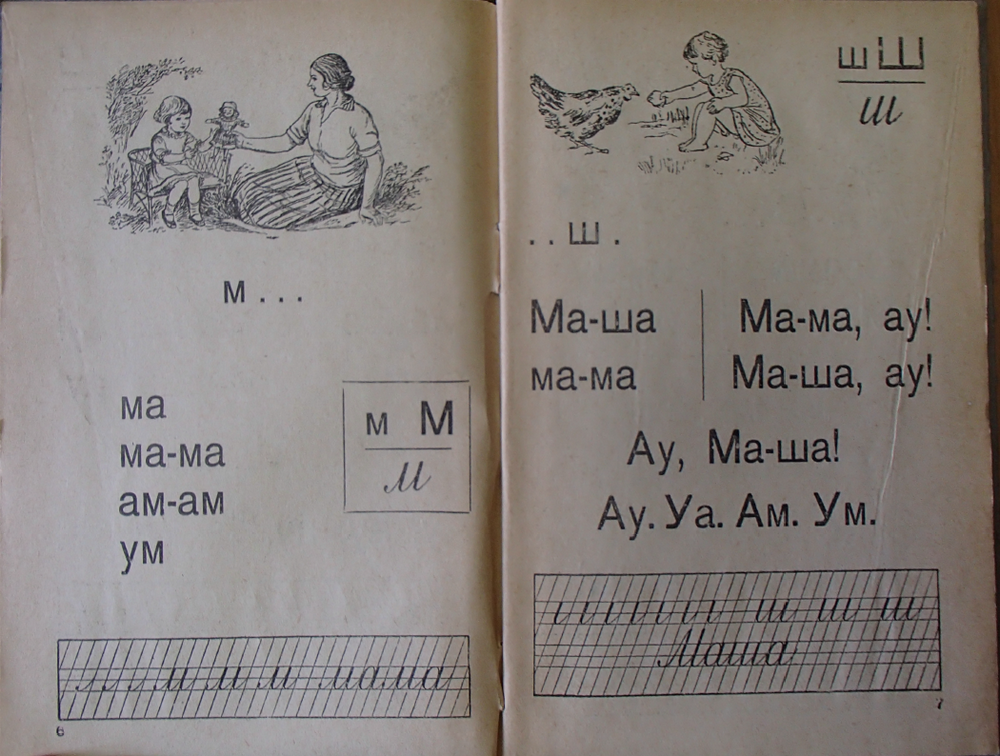 м . . .
ма
ма-ма
ам-ам
ум
м М
м
м м м мама
6
ш Ш
ш
. . ш .
Ма-ша
ма-ма
Ма-ма, ау!
Ма-ша, ау!
Ау, Ма-ша!
Ау. Уа. Ам. Ум.
ш ш ш
Маша
7